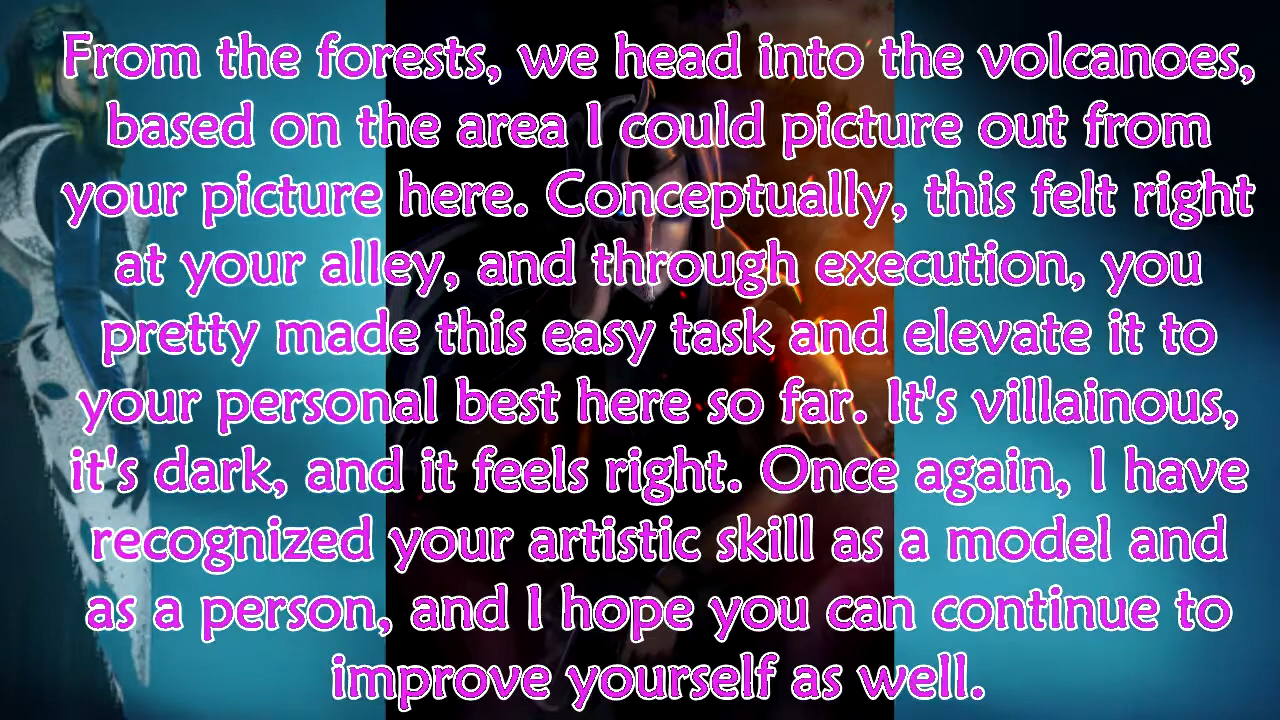 From the forests, we head into the volcanoes,
based on the area I could picture out from
your picture here. Conceptually, this felt right
at your alley, and through execution, you
pretty made this easy task and elevate it to
your personal best here so far. It's villainous,
it's dark, and it feels right. Once again, I have
recognized your artistic skill as a model and
as a person, and I hope you can continue to
improve yourself as well.